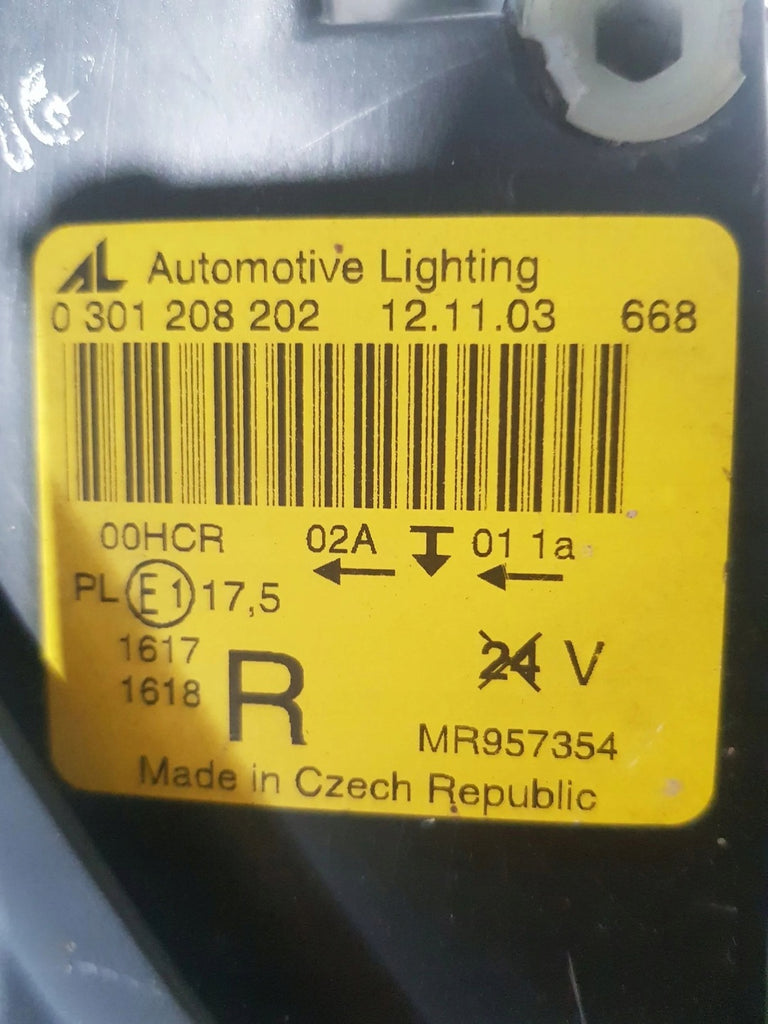 AL Automotive Lighting
0 301 208 202 12.11.03 668
00HCR 02A 01 1a
PL E1 17,5
1617
1618
R
24 V
MR957354
Made in Czech Republic